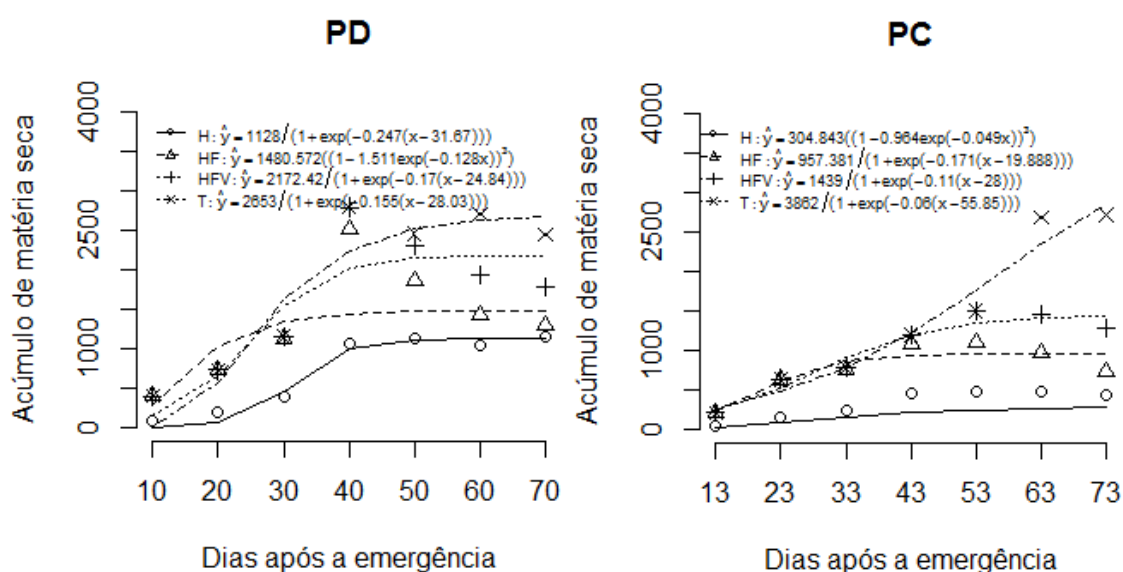 PD
Acúmulo de matéria seca
4000
2500
1000
0
H : ŷ = 1128/(1+exp(−0.247(x−31.67)))
HF : ŷ = 1480.572((1−1.511exp(−0.128x))²)
HFV : ŷ = 2172.42/(1+exp(−0.17(x−24.84)))
T : ŷ = 2653/(1+exp(−0.155(x−28.03)))
10 20 30 40 50 60 70
Dias após a emergência
PC
Acúmulo de matéria seca
4000
2500
1000
0
H : ŷ = 304.843((1−0.964exp(−0.049x))²)
HF : ŷ = 957.381/(1+exp(−0.171(x−19.888)))
HFV : ŷ = 1439/(1+exp(−0.11(x−28)))
T : ŷ = 3862/(1+exp(−0.06(x−55.85)))
13 23 33 43 53 63 73
Dias após a emergência